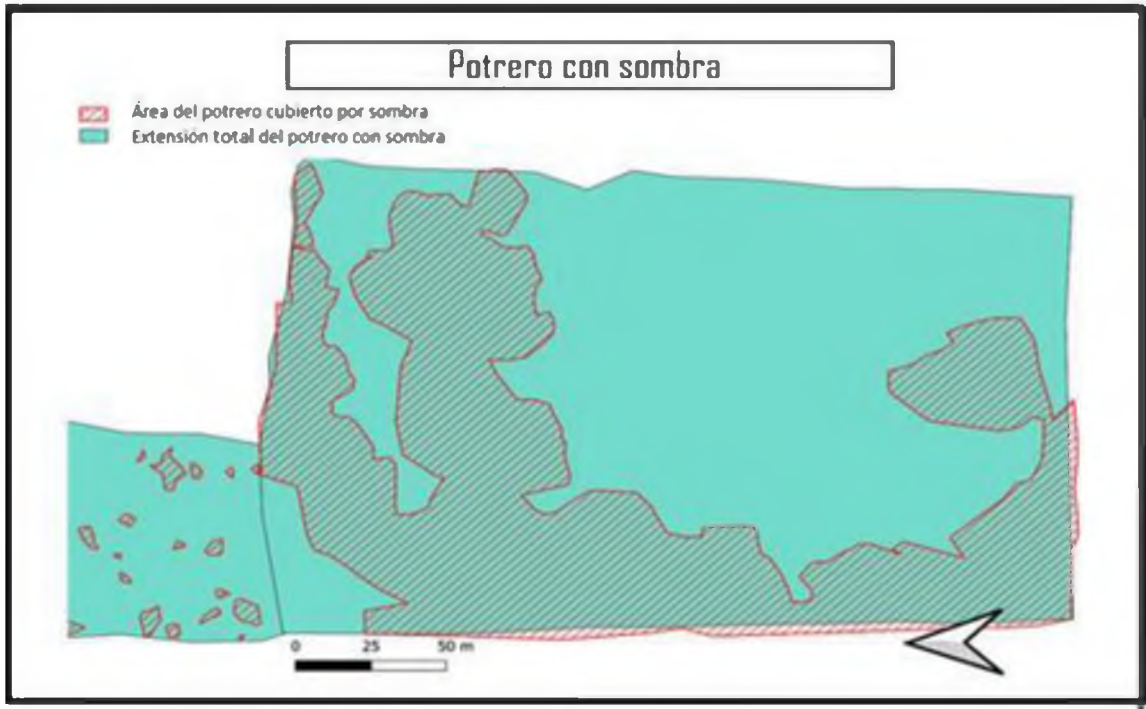 Potrero con sombra
Área del potrero cubierto por sombra
Extensión total del potrero con sombra
0 25 50 m